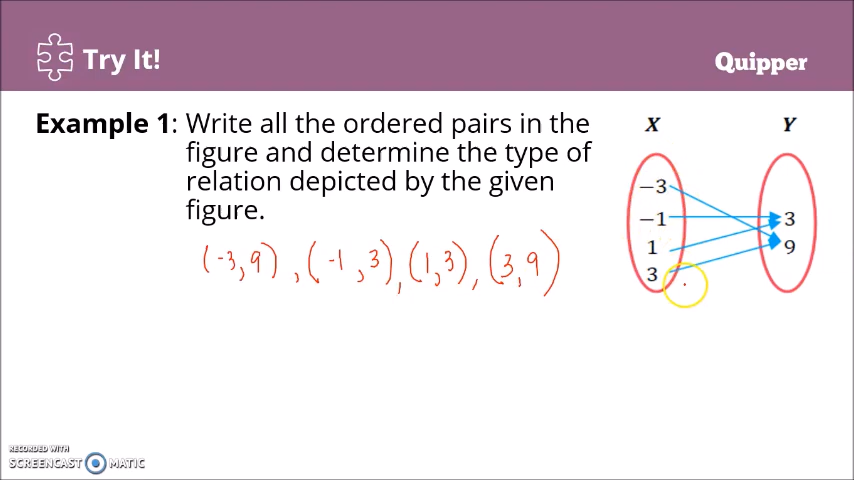 Try It!
Quipper
Example 1: Write all the ordered pairs in the
figure and determine the type of
relation depicted by the given
figure.
(-3, 9), (-1, 3), (1, 3), (3, 9)
X Y
−3
−1 3
1 9
3
RECORDED WITH
SCREENCAST MATIC